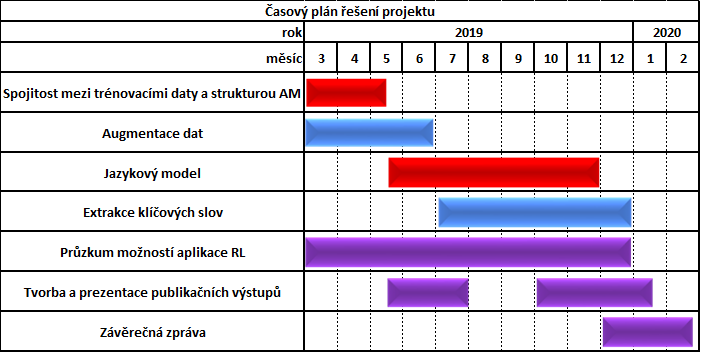 Časový plán řešení projektu
rok 2019 2020
měsíc 3 4 5 6 7 8 9 10 11 12 1 2
Spojitost mezi trénovacími daty a strukturou AM
Augmentace dat
Jazykový model
Extrakce klíčových slov
Průzkum možností aplikace RL
Tvorba a prezentace publikačních výstupů
Závěrečná zpráva